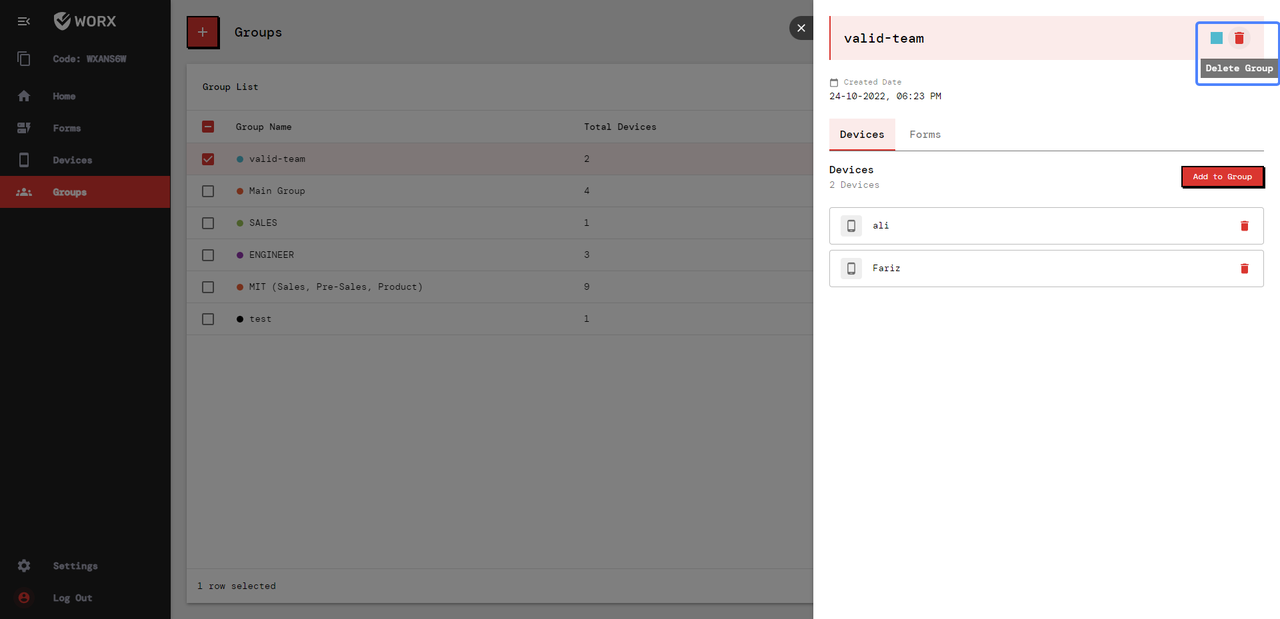 WORX
Code: WXANS6W
Home
Forms
Devices
Groups
Settings
Log Out
Groups
Group List
Group Name Total Devices
valid-team 2
Main Group 4
SALES 1
ENGINEER 3
MIT (Sales, Pre-Sales, Product) 9
test 1
1 row selected
valid-team
Delete Group
Created Date
24-10-2022, 06:23 PM
Devices Forms
Devices
2 Devices
Add to Group
ali
Fariz